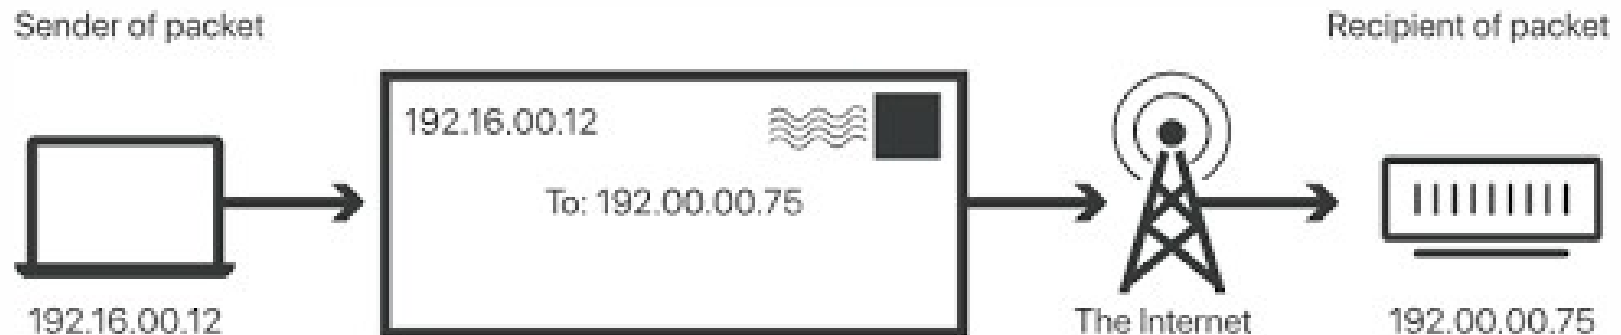 Sender of packet
Recipient of packet
192.16.00.12
To: 192.00.00.75
192.16.00.12
The Internet
192.00.00.75